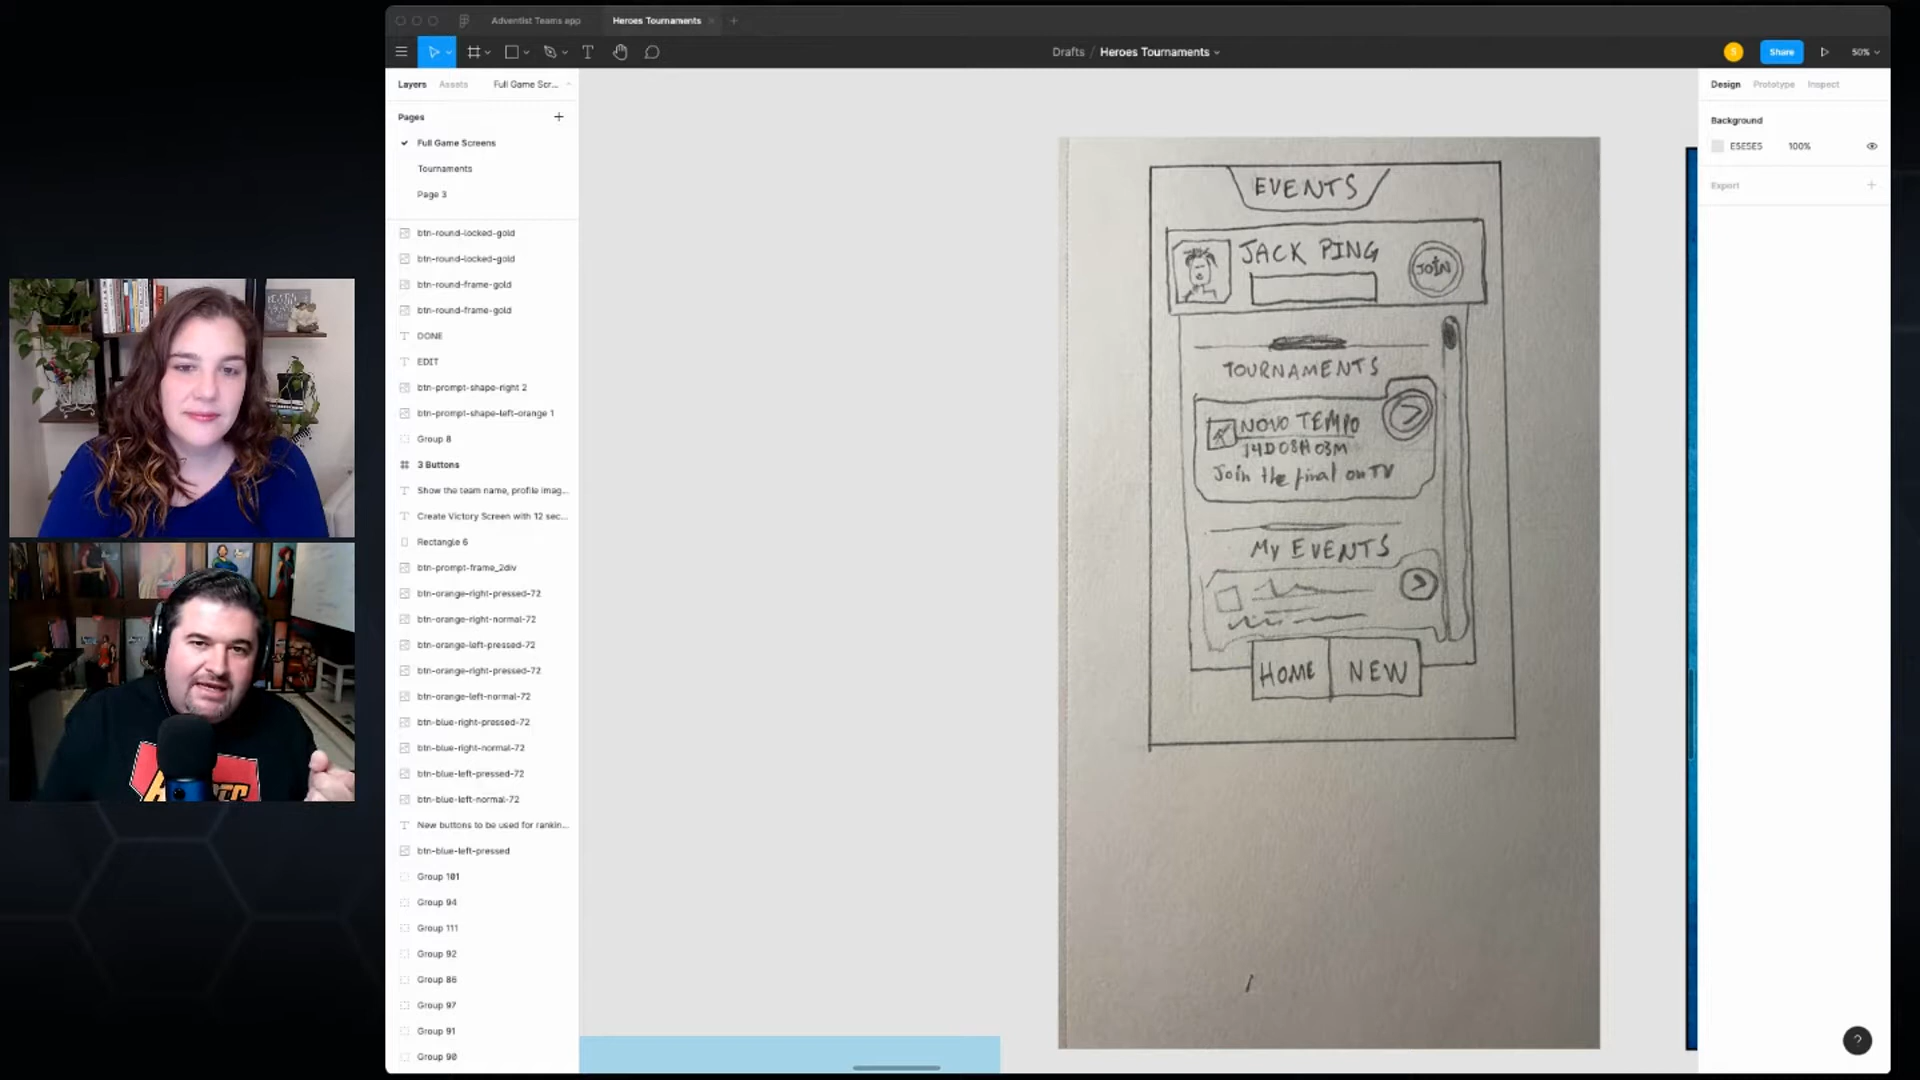 Adventist Teams app
Heroes Tournaments
Drafts / Heroes Tournaments
S
Share
50%
Layers
Assets
Full Game Scr...
Pages
Full Game Screens
Tournaments
Page 3
btn-round-locked-gold
btn-round-locked-gold
btn-round-frame-gold
btn-round-frame-gold
DONE
EDIT
btn-prompt-shape-right 2
btn-prompt-shape-left-orange 1
Group 8
3 Buttons
Show the team name, profile imag...
Create Victory Screen with 12 sec...
Rectangle 6
btn-prompt-frame_2div
btn-orange-right-pressed-72
btn-orange-right-normal-72
btn-orange-left-pressed-72
btn-orange-right-pressed-72
btn-orange-left-normal-72
btn-blue-right-pressed-72
btn-blue-right-normal-72
btn-blue-left-pressed-72
btn-blue-left-normal-72
New buttons to be used for rankin...
btn-blue-left-pressed
Group 101
Group 94
Group 111
Group 92
Group 86
Group 97
Group 91
Group 90
EVENTS
JACK PING
JOIN
TOURNAMENTS
NOVO TEMPO
14D 08H 03M
Join the final on TV
My EVENTS
HOME
NEW
Design
Prototype
Inspect
Background
E5E5E5
100%
Export
?